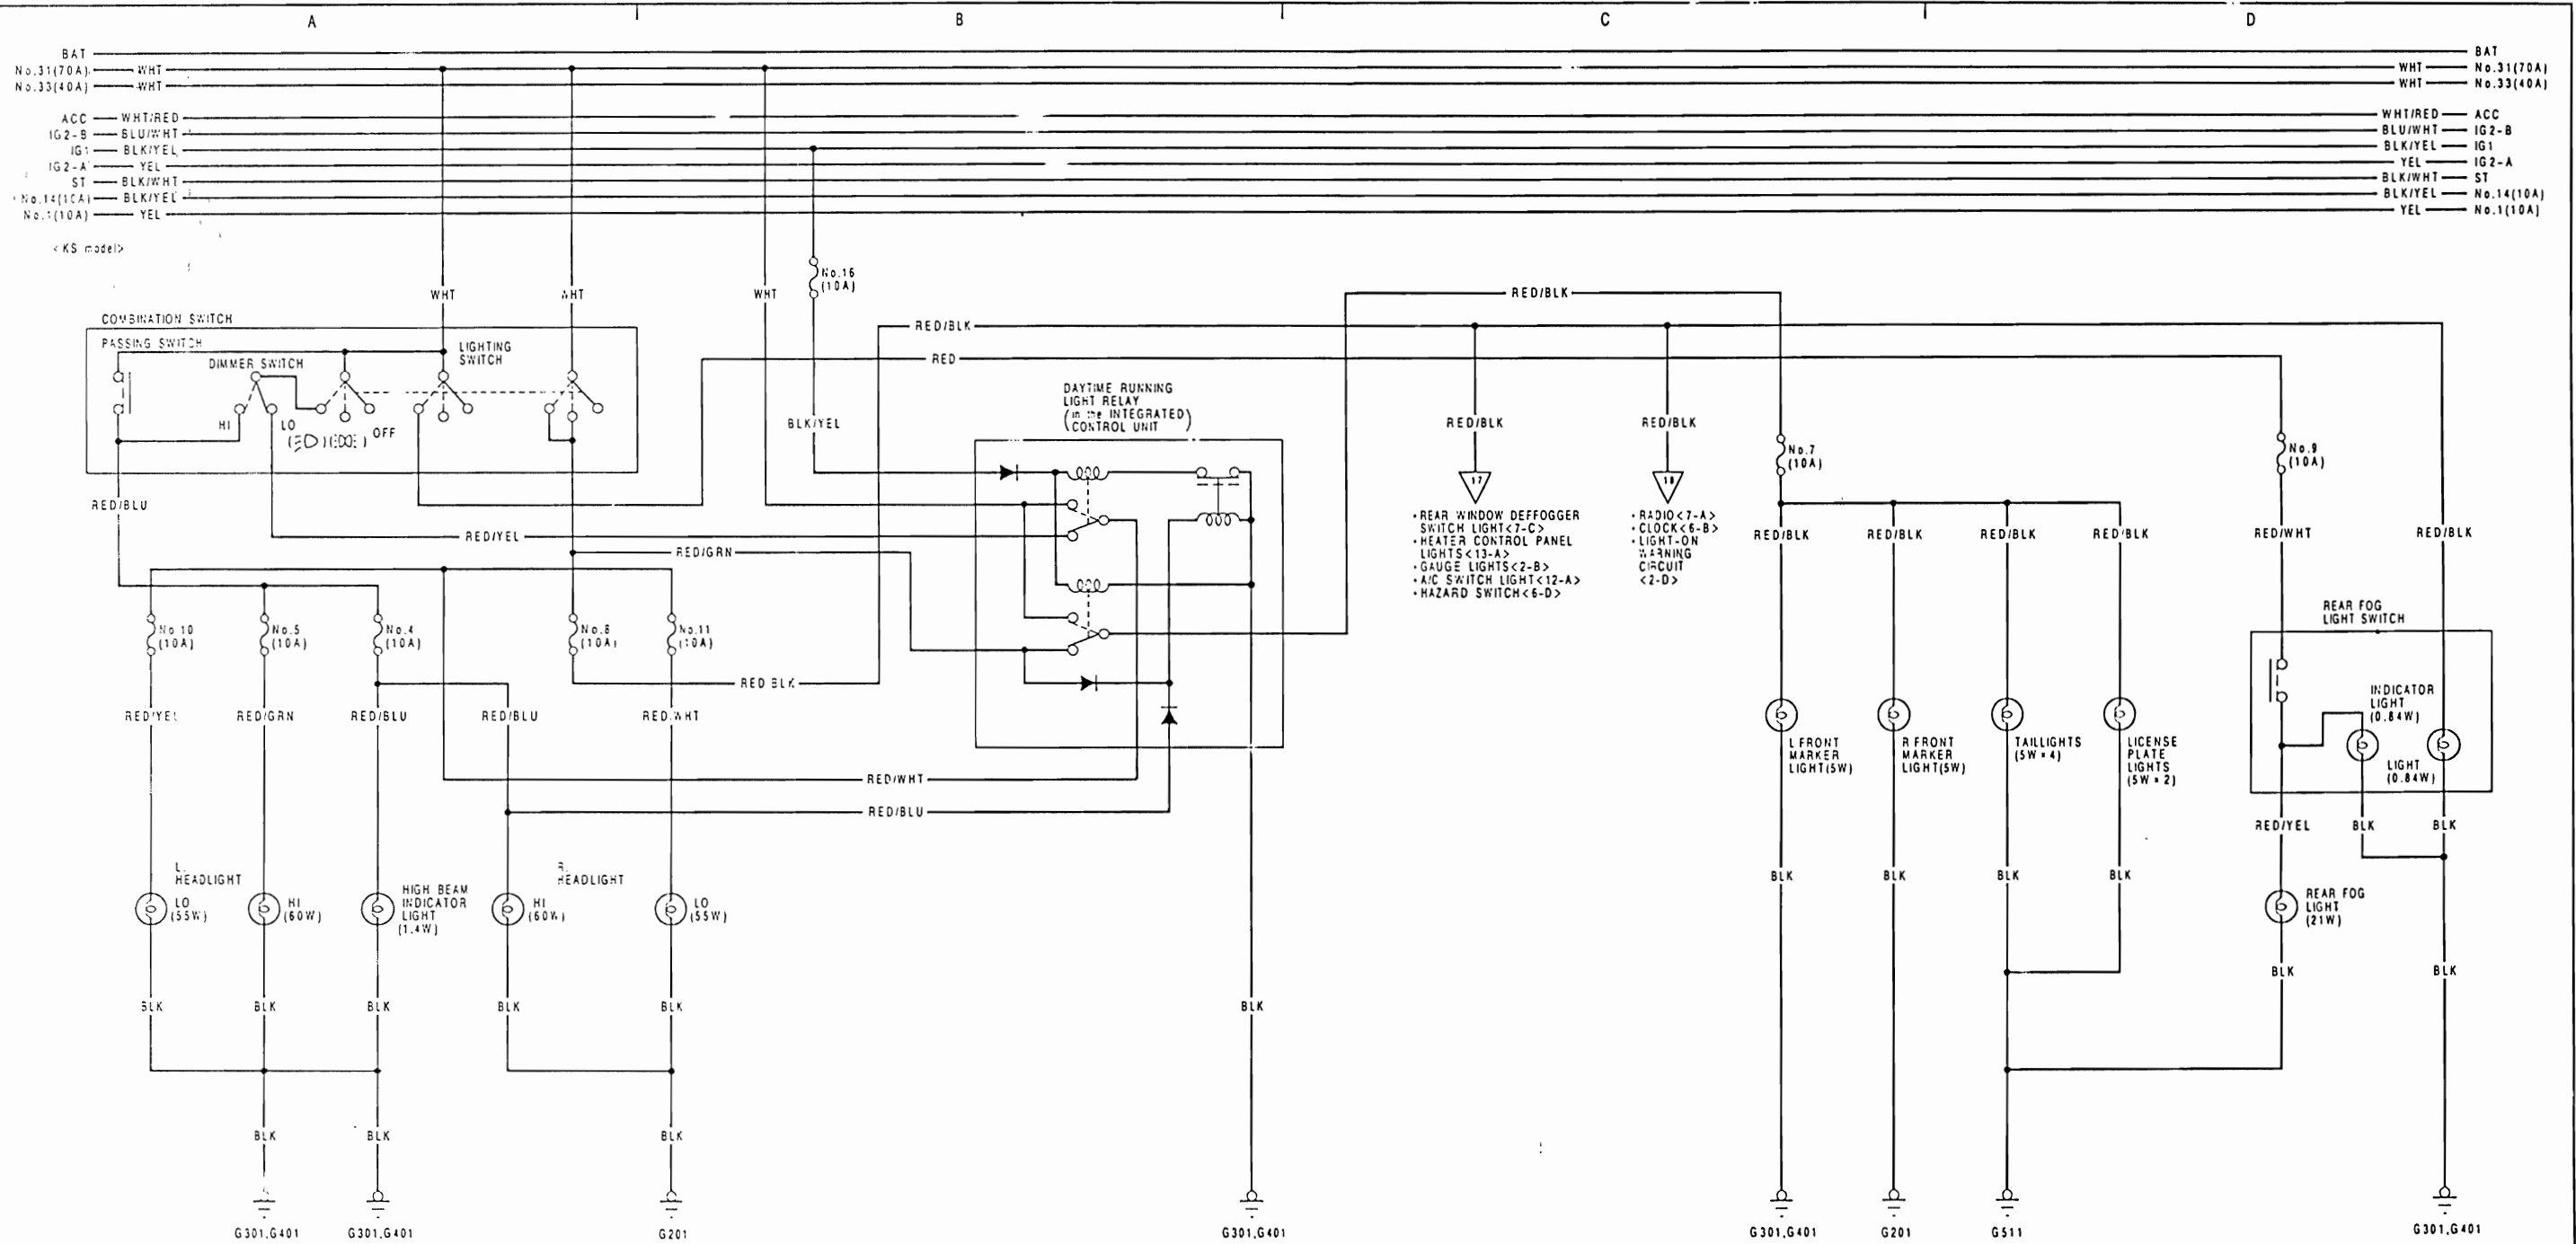 A
B
C
D
BAT
No.31(70A) WHT
No.33(40A) WHT
ACC WHT/RED
IG2-B BLU/WHT
IG1 BLK/YEL
IG2-A YEL
ST BLK/WHT
No.14(10A) BLK/YEL
No.1(10A) YEL
BAT
WHT No.31(70A)
WHT No.33(40A)
WHT/RED ACC
BLU/WHT IG2-B
BLK/YEL IG1
YEL IG2-A
BLK/WHT ST
BLK/YEL No.14(10A)
YEL No.1(10A)
<KS model>
WHT
WHT
WHT
No.16
(10A)
BLK/YEL
COMBINATION SWITCH
PASSING SWITCH
DIMMER SWITCH
LIGHTING
SWITCH
HI
LO
OFF
RED/BLK
RED/BLK
RED
DAYTIME RUNNING
LIGHT RELAY
(in the INTEGRATED)
CONTROL UNIT
RED/BLU
RED/YEL
RED/GRN
RED/BLK
17
• REAR WINDOW DEFFOGGER
SWITCH LIGHT<7-C>
• HEATER CONTROL PANEL
LIGHTS<13-A>
• GAUGE LIGHTS<2-B>
• A/C SWITCH LIGHT<12-A>
• HAZARD SWITCH<6-D>
RED/BLK
18
• RADIO<7-A>
• CLOCK<6-B>
• LIGHT-ON
WARNING
CIRCUIT
<2-D>
No.7
(10A)
No.9
(10A)
RED/BLK
RED/BLK
RED/BLK
RED/BLK
RED/WHT
RED/BLK
No.10
(10A)
No.5
(10A)
No.4
(10A)
No.8
(10A)
No.11
(10A)
RED BLK
RED/YEL
RED/GRN
RED/BLU
RED/BLU
RED WHT
RED/WHT
RED/BLU
REAR FOG
LIGHT SWITCH
INDICATOR
LIGHT
(0.84W)
LIGHT
(0.84W)
L FRONT
MARKER
LIGHT(5W)
R FRONT
MARKER
LIGHT(5W)
TAILLIGHTS
(5W×4)
LICENSE
PLATE
LIGHTS
(5W×2)
RED/YEL
BLK
BLK
L.
HEADLIGHT
LO
(55W)
HI
(60W)
HIGH BEAM
INDICATOR
LIGHT
(1.4W)
R.
HEADLIGHT
HI
(60W)
LO
(55W)
BLK
BLK
BLK
BLK
REAR FOG
LIGHT
(21W)
BLK
BLK
BLK
BLK
BLK
BLK
BLK
BLK
BLK
BLK
BLK
G301,G401
G301,G401
G201
G301,G401
G301,G401
G201
G511
G301,G401